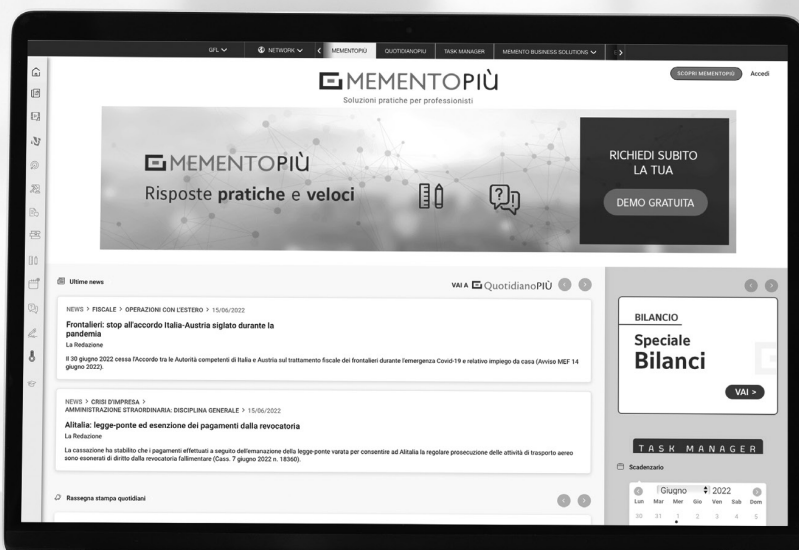 GFL
NETWORK
MEMENTOPIÙ
QUOTIDIANOPIÙ
TASK MANAGER
MEMENTO BUSINESS SOLUTIONS
MEMENTOPIÙ
Soluzioni pratiche per professionisti
SCOPRI MEMENTOPIÙ
Accedi
MEMENTOPIÙ
Risposte pratiche e veloci
RICHIEDI SUBITO
LA TUA
DEMO GRATUITA
Ultime news
VAI A QuotidianoPIÙ
NEWS > FISCALE > OPERAZIONI CON L'ESTERO > 15/06/2022
Frontalieri: stop all'accordo Italia-Austria siglato durante la
pandemia
La Redazione
Il 30 giugno 2022 cessa l'Accordo tra le Autorità competenti di Italia e Austria sul trattamento fiscale dei frontalieri durante l'emergenza Covid-19 e relativo impiego da casa (Avviso MEF 14
giugno 2022).
NEWS > CRISI D'IMPRESA >
AMMINISTRAZIONE STRAORDINARIA: DISCIPLINA GENERALE > 15/06/2022
Alitalia: legge-ponte ed esenzione dei pagamenti dalla revocatoria
La Redazione
La cassazione ha stabilito che i pagamenti effettuati a seguito dell'emanazione della legge-ponte varata per consentire ad Alitalia la regolare prosecuzione delle attività di trasporto aereo
sono esonerati di diritto dalla revocatoria fallimentare (Cass. 7 giugno 2022 n. 18360).
Rassegna stampa quotidiani
BILANCIO
Speciale
Bilanci
VAI >
TASK MANAGER
Scadenzario
Giugno 2022
Lun Mar Mer Gio Ven Sab Dom
30 31 1 2 3 4 5